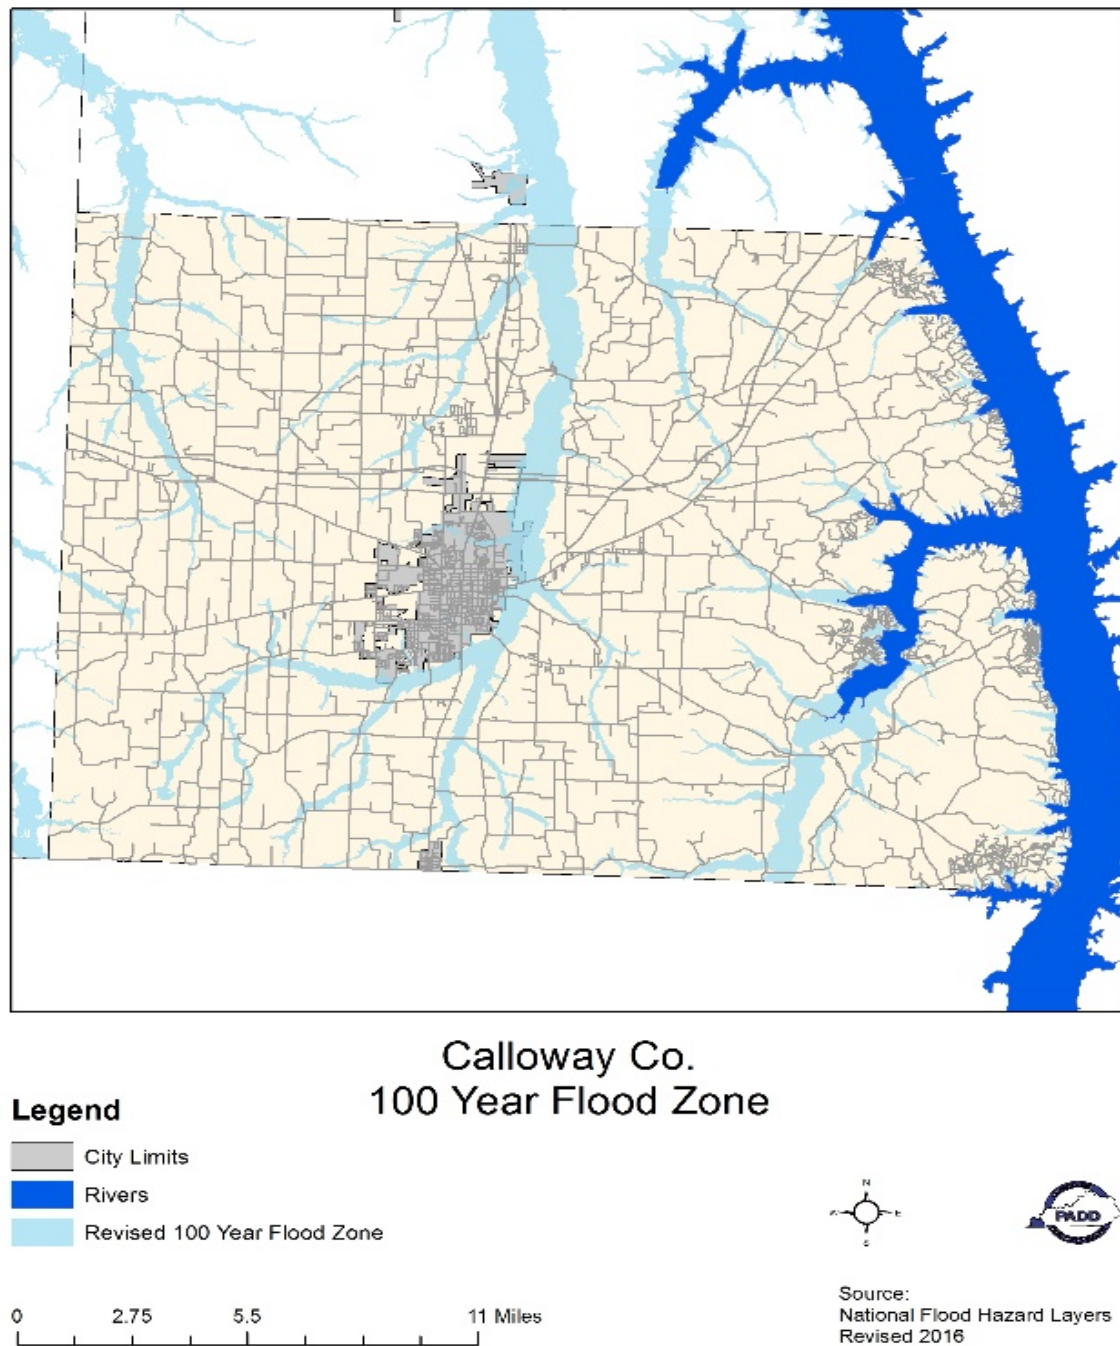 Calloway Co.
100 Year Flood Zone
Legend
City Limits
Rivers
Revised 100 Year Flood Zone
N
W E
S
PADD
0 2.75 5.5 11 Miles
Source:
National Flood Hazard Layers
Revised 2016